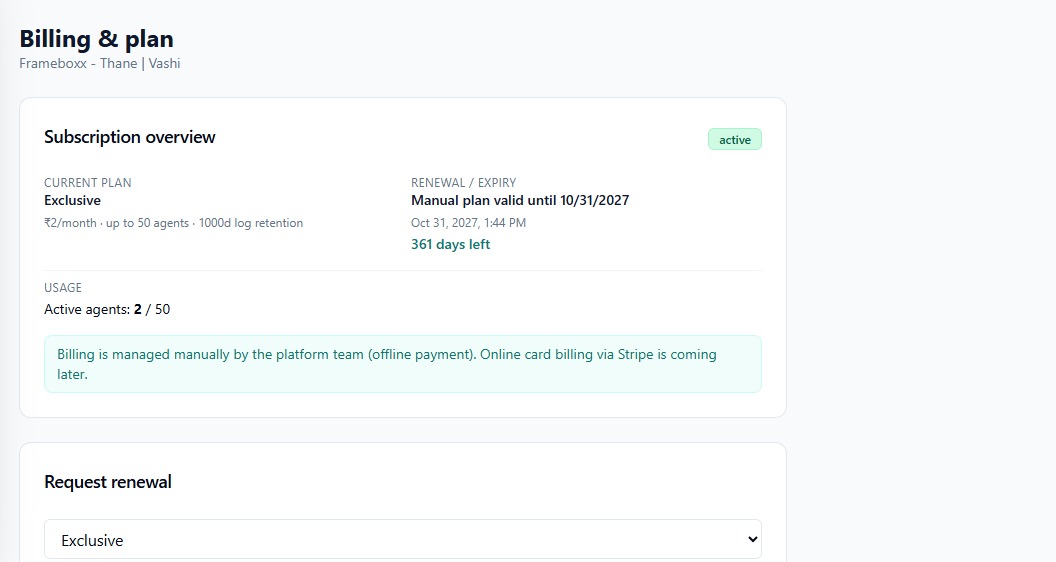 Billing & plan
Frameboxx - Thane | Vashi
Subscription overview
active
CURRENT PLAN
Exclusive
₹2/month · up to 50 agents · 1000d log retention
RENEWAL / EXPIRY
Manual plan valid until 10/31/2027
Oct 31, 2027, 1:44 PM
361 days left
USAGE
Active agents: 2 / 50
Billing is managed manually by the platform team (offline payment). Online card billing via Stripe is coming
later.
Request renewal
Exclusive